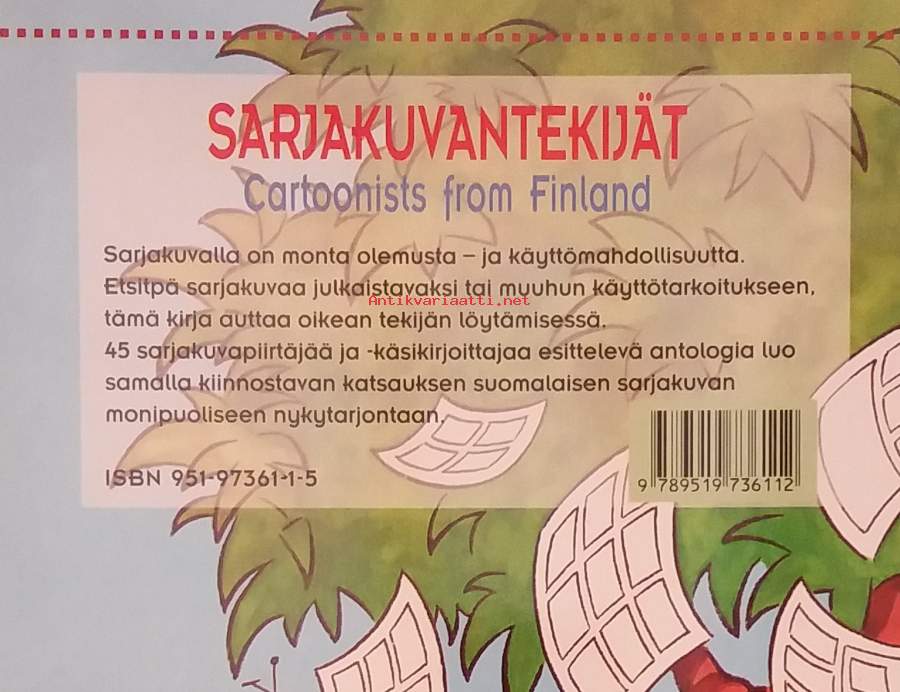 SARJAKUVANTEKIJÄT
Cartoonists from Finland
Sarjakuvalla on monta olemusta – ja käyttömahdollisuutta.
Etsitpä sarjakuvaa julkaistavaksi tai muuhun käyttötarkoitukseen,
Antikvariaatti.net
tämä kirja auttaa oikean tekijän löytämisessä.
45 sarjakuvapiirtäjää ja -käsikirjoittajaa esittelevä antologia luo
samalla kiinnostavan katsauksen suomalaisen sarjakuvan
monipuoliseen nykytarjontaan.
ISBN 951-97361-1-5
9 789519 736112